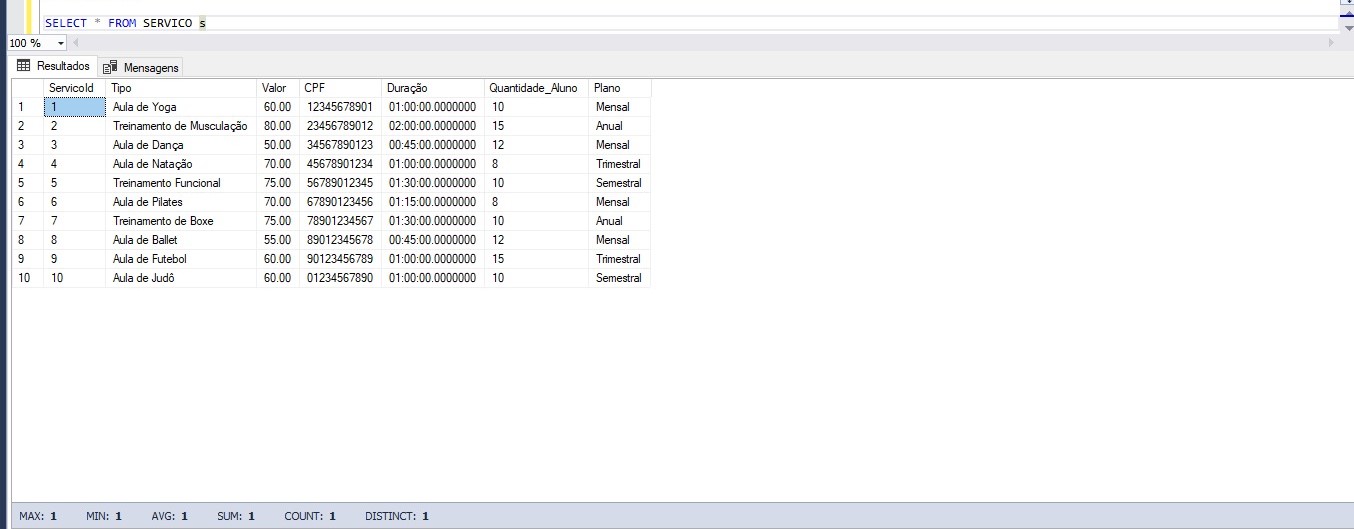 SELECT * FROM SERVICO s
100 %
Resultados Mensagens
ServicoId Tipo Valor CPF Duração Quantidade_Aluno Plano
1 1 Aula de Yoga 60.00 12345678901 01:00:00.0000000 10 Mensal
2 2 Treinamento de Musculação 80.00 23456789012 02:00:00.0000000 15 Anual
3 3 Aula de Dança 50.00 34567890123 00:45:00.0000000 12 Mensal
4 4 Aula de Natação 70.00 45678901234 01:00:00.0000000 8 Trimestral
5 5 Treinamento Funcional 75.00 56789012345 01:30:00.0000000 10 Semestral
6 6 Aula de Pilates 70.00 67890123456 01:15:00.0000000 8 Mensal
7 7 Treinamento de Boxe 75.00 78901234567 01:30:00.0000000 10 Anual
8 8 Aula de Ballet 55.00 89012345678 00:45:00.0000000 12 Mensal
9 9 Aula de Futebol 60.00 90123456789 01:00:00.0000000 15 Trimestral
10 10 Aula de Judô 60.00 01234567890 01:00:00.0000000 10 Semestral
MAX: 1 MIN: 1 AVG: 1 SUM: 1 COUNT: 1 DISTINCT: 1